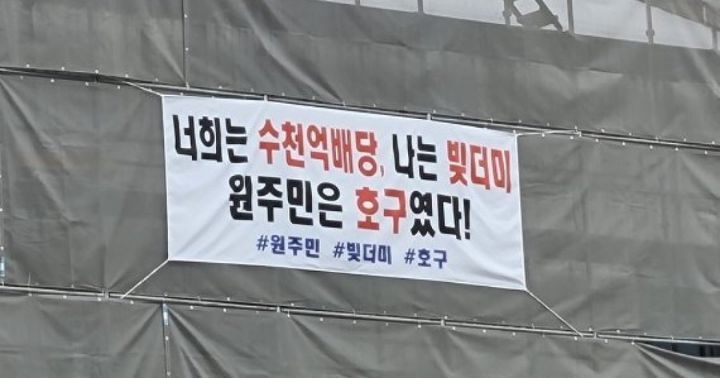 너희는 수천억배당, 나는 빚더미
원주민은 호구였다!
#원주민 #빚더미 #호구